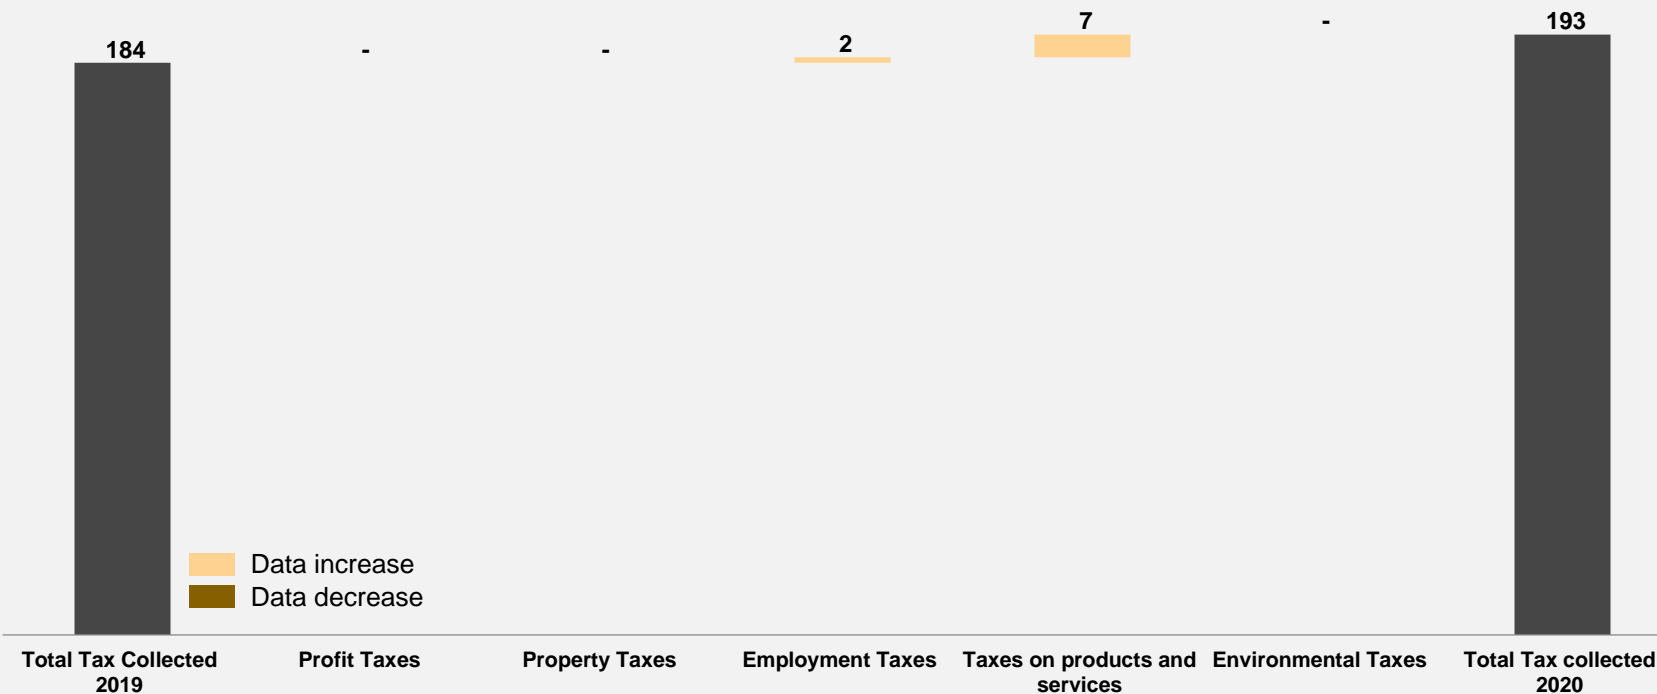 184
-
-
2
7
-
193
Data increase
Data decrease
Total Tax Collected
2019
Profit Taxes
Property Taxes
Employment Taxes
Taxes on products and
services
Environmental Taxes
Total Tax collected
2020